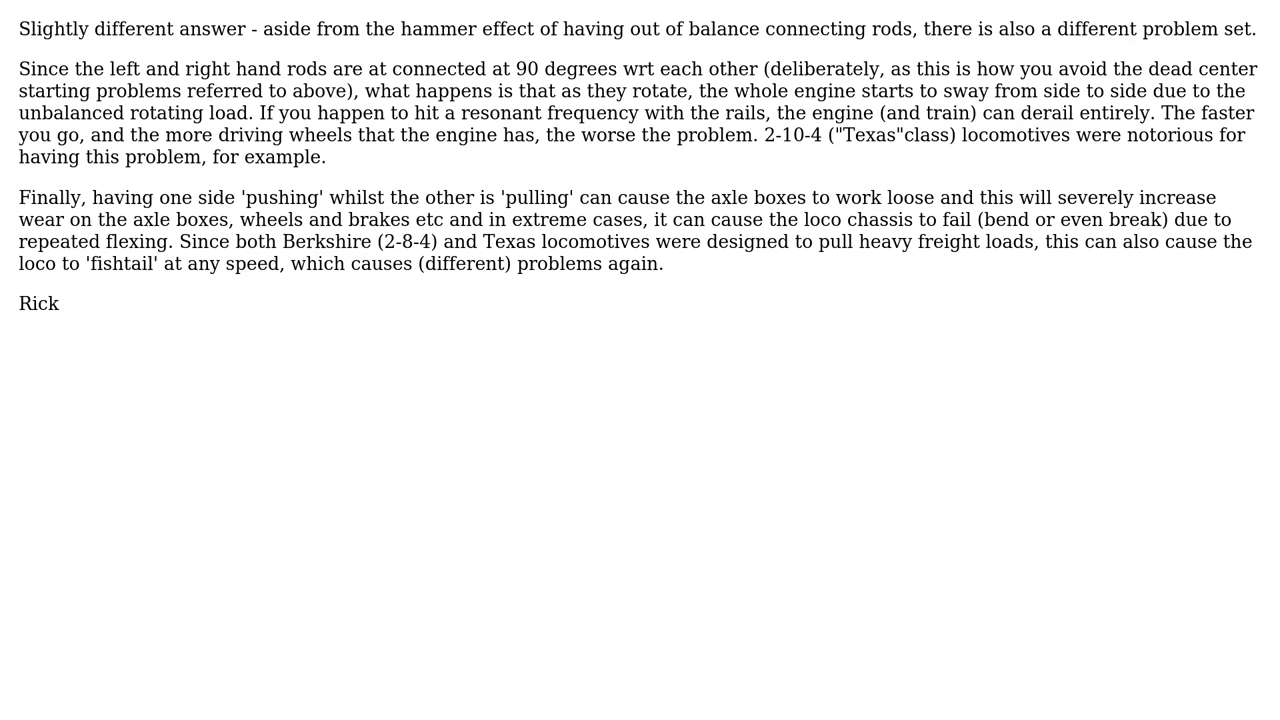 Slightly different answer - aside from the hammer effect of having out of balance connecting rods, there is also a different problem set.
Since the left and right hand rods are at connected at 90 degrees wrt each other (deliberately, as this is how you avoid the dead center
starting problems referred to above), what happens is that as they rotate, the whole engine starts to sway from side to side due to the
unbalanced rotating load. If you happen to hit a resonant frequency with the rails, the engine (and train) can derail entirely. The faster
you go, and the more driving wheels that the engine has, the worse the problem. 2-10-4 ("Texas"class) locomotives were notorious for
having this problem, for example.
Finally, having one side 'pushing' whilst the other is 'pulling' can cause the axle boxes to work loose and this will severely increase
wear on the axle boxes, wheels and brakes etc and in extreme cases, it can cause the loco chassis to fail (bend or even break) due to
repeated flexing. Since both Berkshire (2-8-4) and Texas locomotives were designed to pull heavy freight loads, this can also cause the
loco to 'fishtail' at any speed, which causes (different) problems again.
Rick